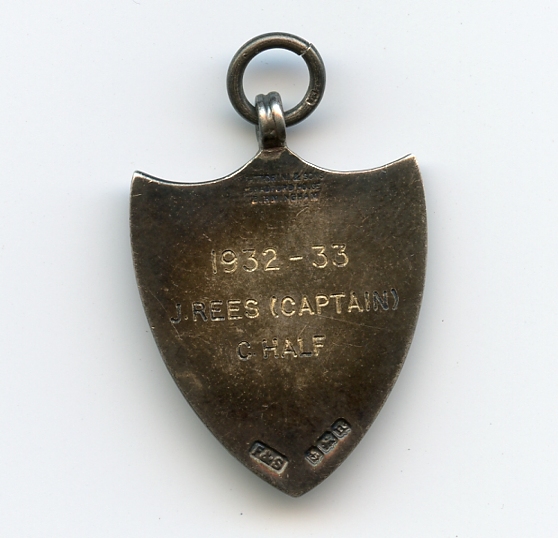 1932-33
J.REES (CAPTAIN)
C HALF
F&S